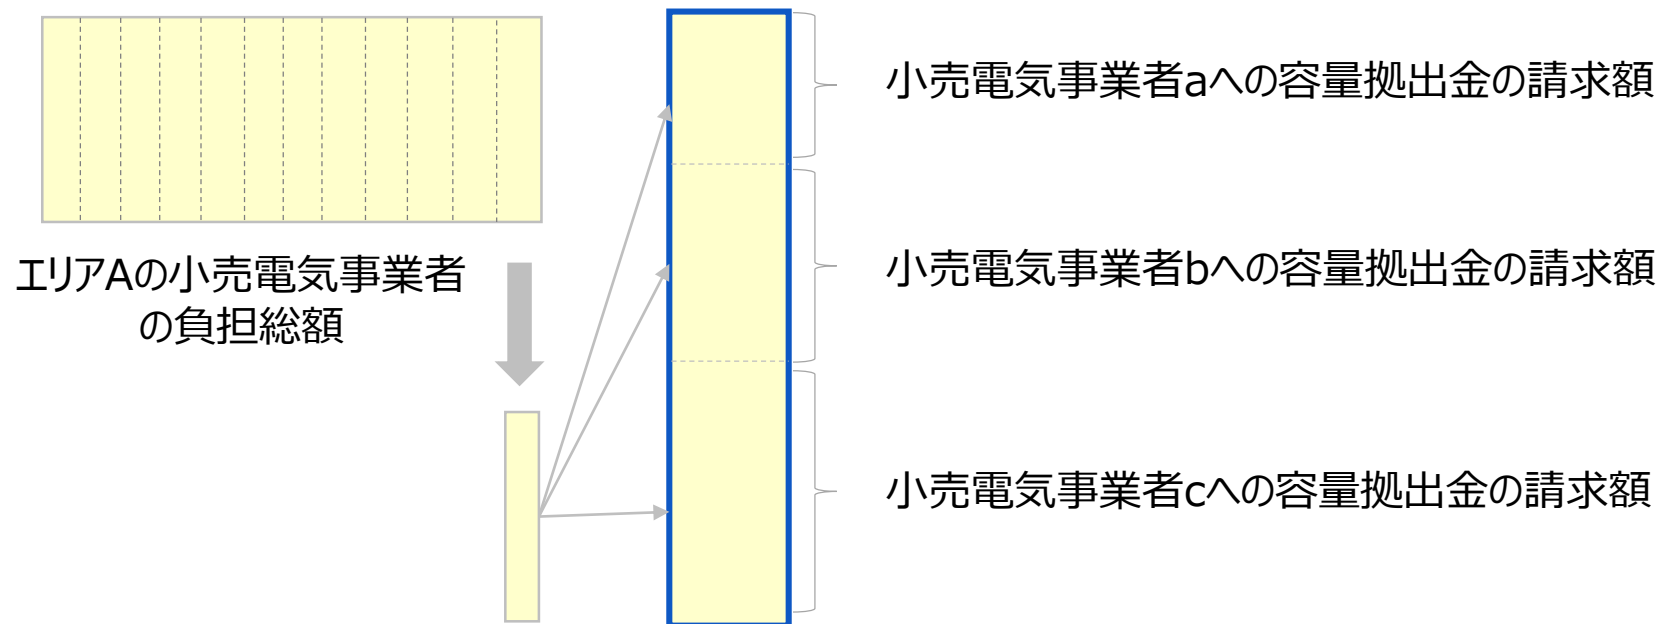 小売電気事業者aへの容量拠出金の請求額
エリアAの小売電気事業者
の負担総額
小売電気事業者bへの容量拠出金の請求額
小売電気事業者cへの容量拠出金の請求額